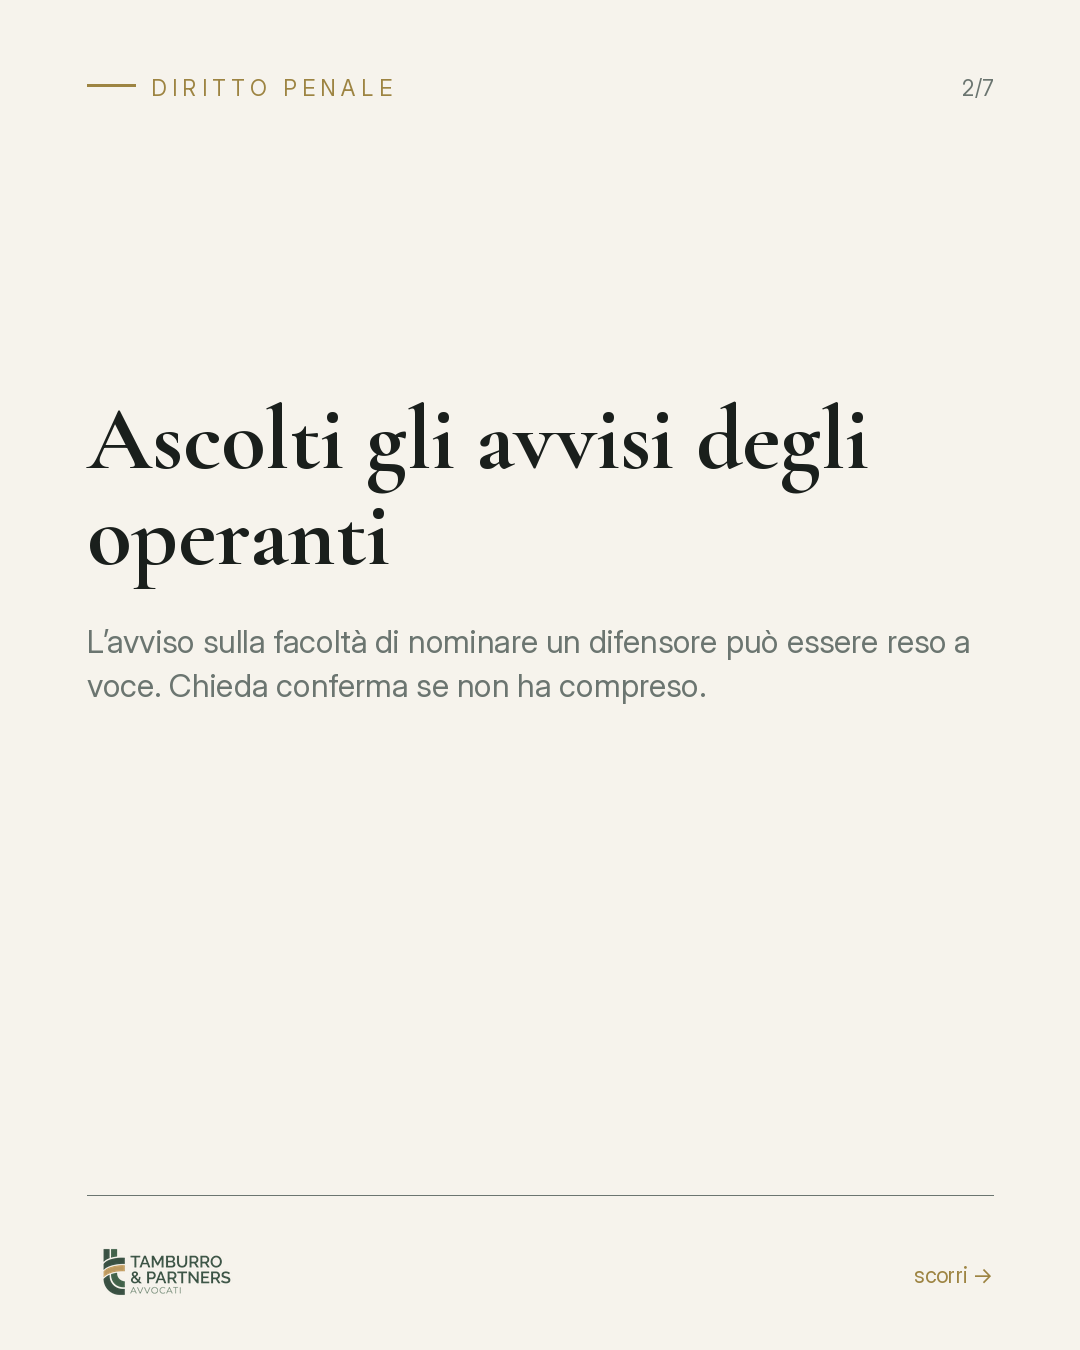 DIRITTO PENALE
2/7
Ascolti gli avvisi degli
operanti
L’avviso sulla facoltà di nominare un difensore può essere reso a
voce. Chieda conferma se non ha compreso.
TAMBURRO
& PARTNERS
AVVOCATI
scorri →